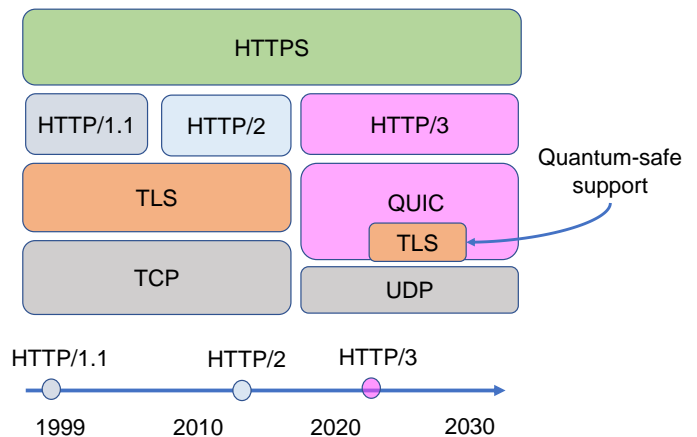 HTTPS
HTTP/1.1
HTTP/2
HTTP/3
Quantum-safe
support
TLS
QUIC
TLS
TCP
UDP
HTTP/1.1
HTTP/2
HTTP/3
1999
2010
2020
2030